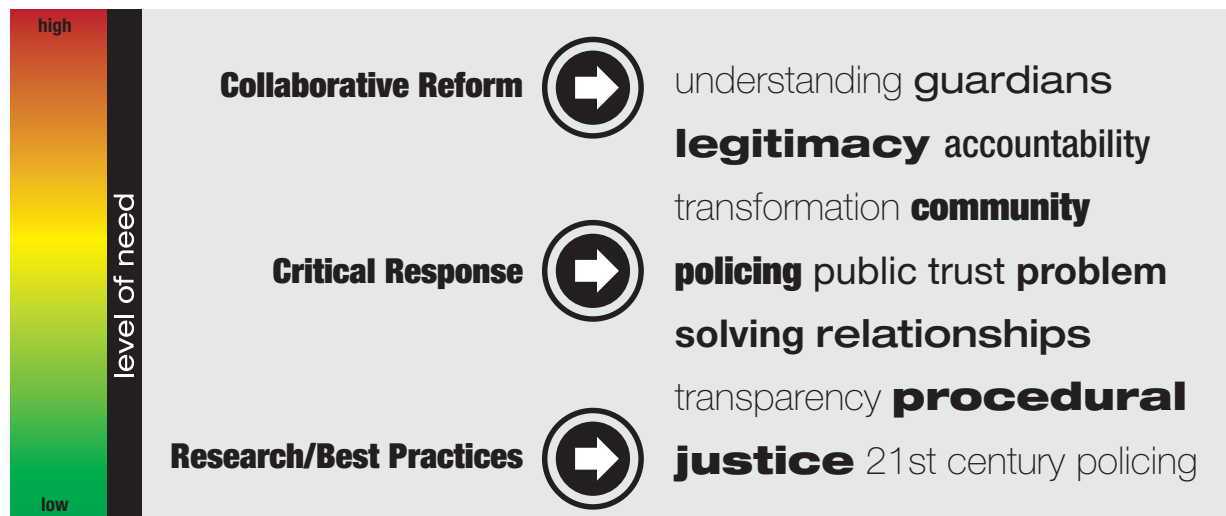 high
level of need
low
Collaborative Reform
Critical Response
Research/Best Practices
understanding guardians
legitimacy accountability
transformation community
policing public trust problem
solving relationships
transparency procedural
justice 21st century policing